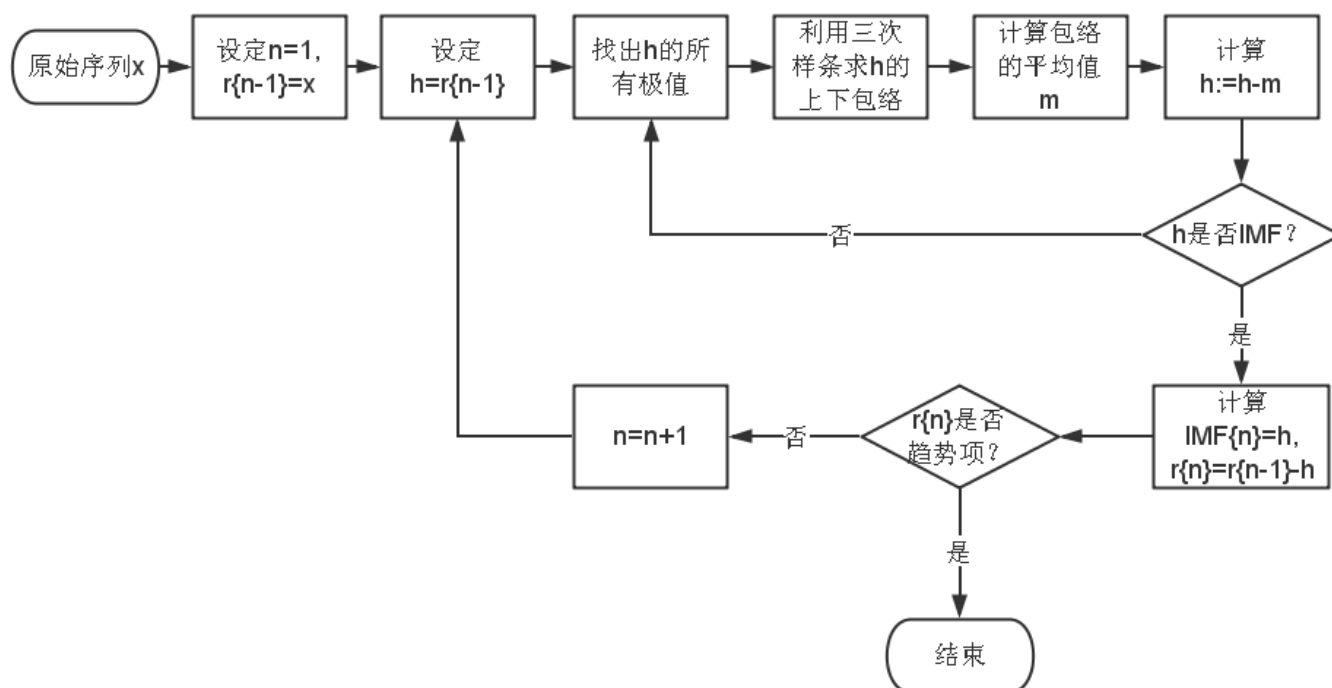 原始序列x
设定n=1,
r{n-1}=x
设定
h=r{n-1}
找出h的所
有极值
利用三次
样条求h的
上下包络
计算包络
的平均值
m
计算
h:=h-m
h是否IMF？
否
是
计算
IMF{n}=h,
r{n}=r{n-1}-h
r{n}是否
趋势项？
否
n=n+1
是
结束